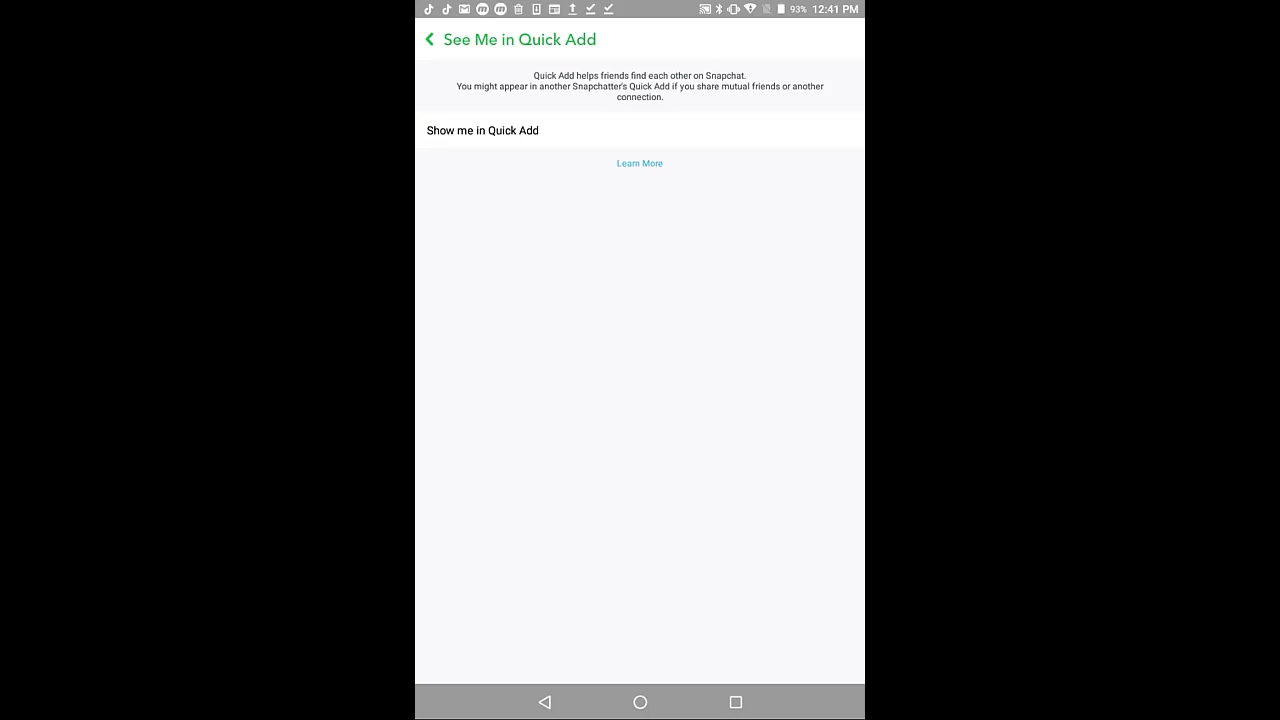 93% 12:41 PM
See Me in Quick Add
Quick Add helps friends find each other on Snapchat.
You might appear in another Snapchatter's Quick Add if you share mutual friends or another
connection.
Show me in Quick Add
Learn More